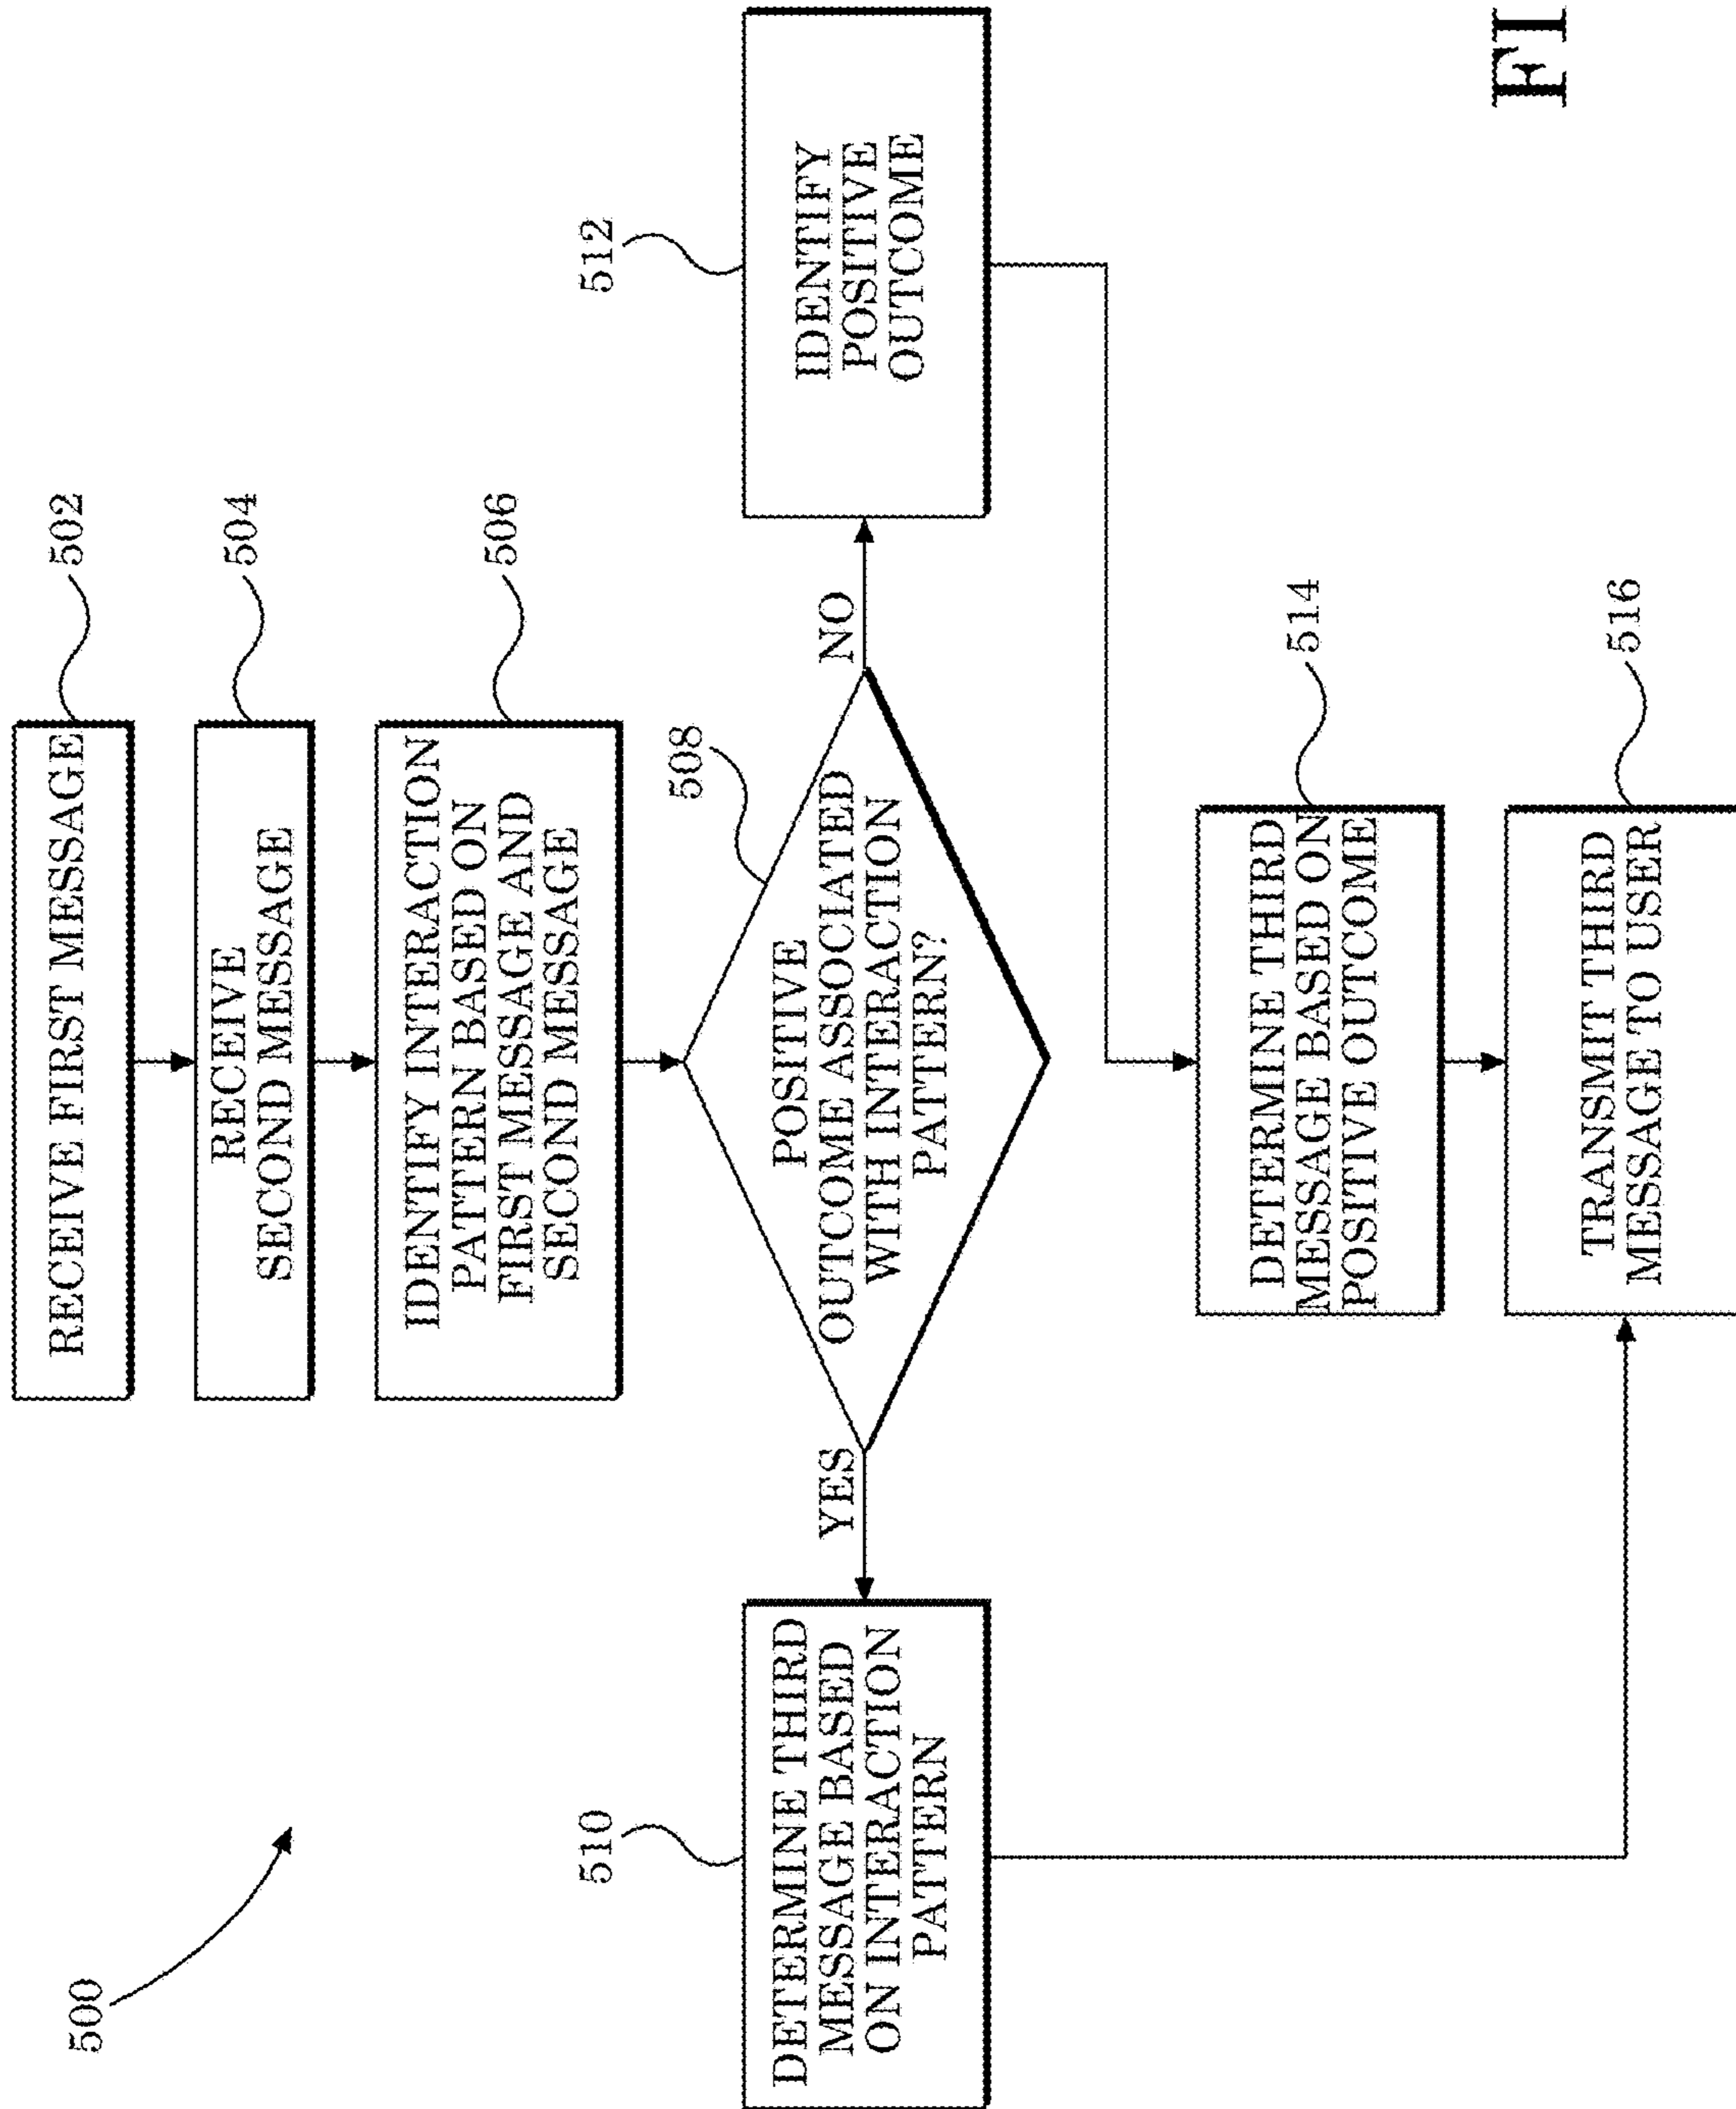 500
RECEIVE FIRST MESSAGE
502
RECEIVE
SECOND MESSAGE
504
IDENTIFY INTERACTION
PATTERN BASED ON
FIRST MESSAGE AND
SECOND MESSAGE
506
508
POSITIVE
OUTCOME ASSOCIATED
WITH INTERACTION
PATTERN?
YES
NO
510
DETERMINE THIRD
MESSAGE BASED
ON INTERACTION
PATTERN
512
IDENTIFY
POSITIVE
OUTCOME
DETERMINE THIRD
MESSAGE BASED ON
POSITIVE OUTCOME
514
TRANSMIT THIRD
MESSAGE TO USER
516
FI